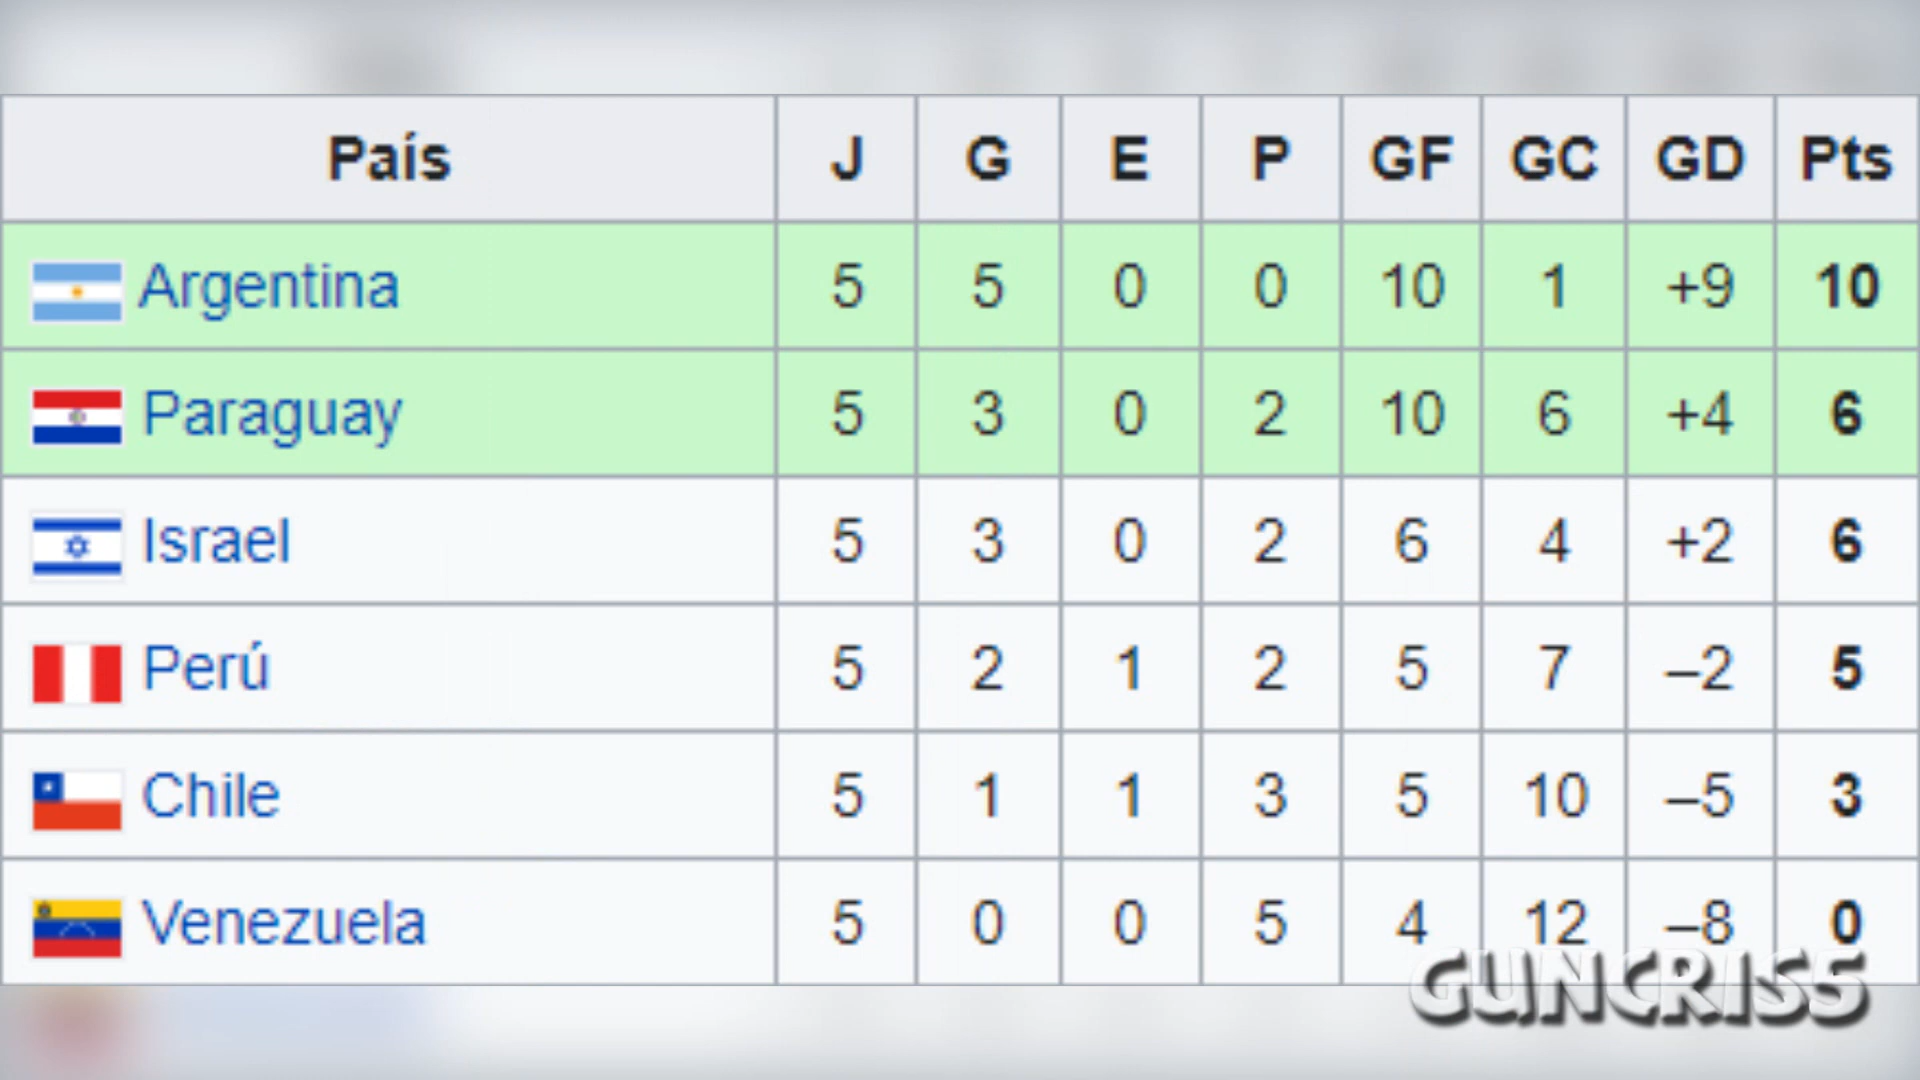 País J G E P GF GC GD Pts
Argentina 5 5 0 0 10 1 +9 10
Paraguay 5 3 0 2 10 6 +4 6
Israel 5 3 0 2 6 4 +2 6
Perú 5 2 1 2 5 7 –2 5
Chile 5 1 1 3 5 10 –5 3
Venezuela 5 0 0 5 4 12 –8 0
GUNCRISS